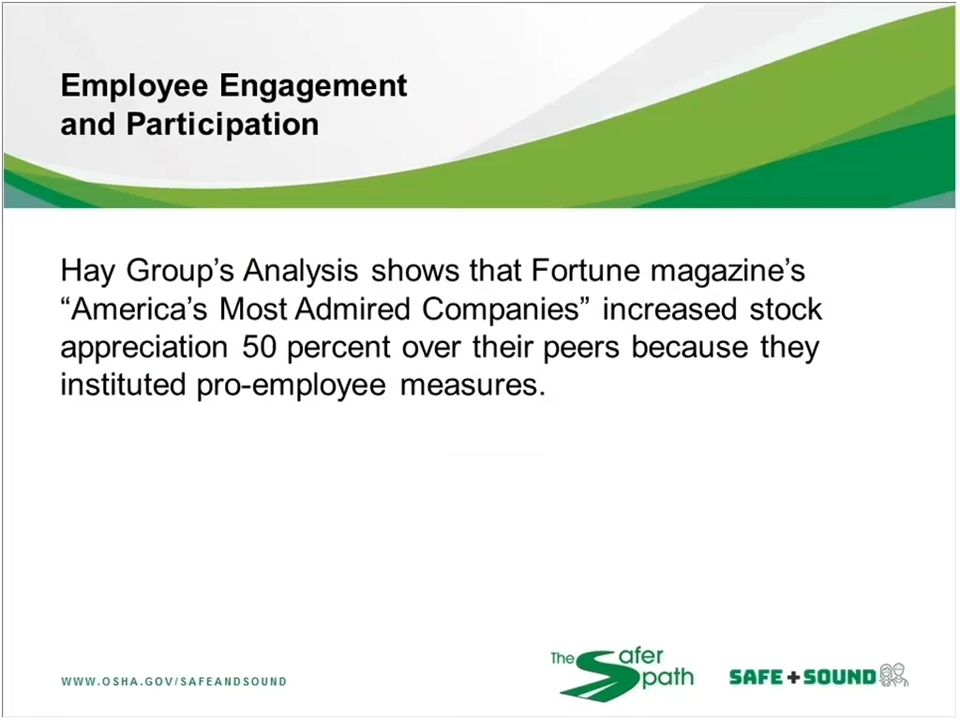 Employee Engagement
and Participation
Hay Group’s Analysis shows that Fortune magazine’s
“America’s Most Admired Companies” increased stock
appreciation 50 percent over their peers because they
instituted pro-employee measures.
WWW.OSHA.GOV/SAFEANDSOUND
The Safer
path
SAFE + SOUND